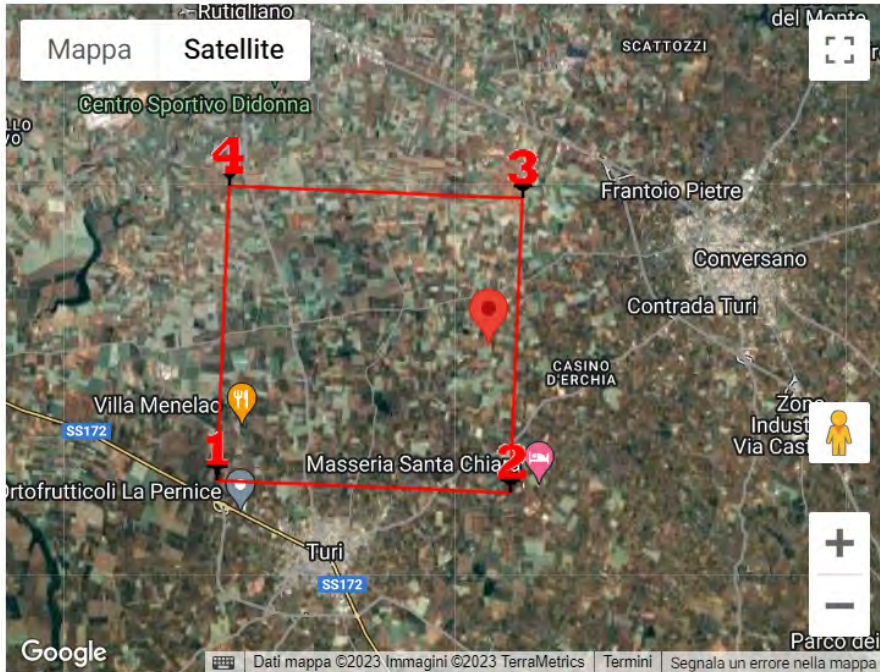 Rutigliano
del Monte
Mappa
Satellite
SCATTOZZI
Centro Sportivo Didonna
4
3
Frantoio Pietre
Conversano
Contrada Turi
CASINO
D'ERCHIA
Villa Menelao
SS172
1
Masseria Santa Chiara
2
Ortofrutticoli La Pernice
Turi
SS172
Google
Dati mappa ©2023 Immagini ©2023 TerraMetrics
Termini
Segnala un errore nella mappa
Parco dei
Zona
Indust
Via Cast